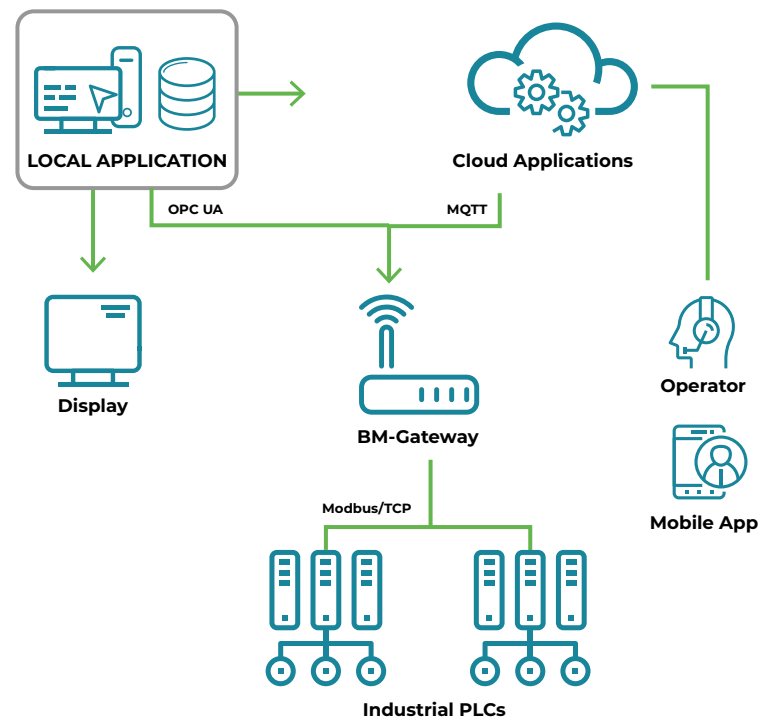 LOCAL APPLICATION
Cloud Applications
OPC UA
MQTT
Display
BM-Gateway
Operator
Mobile App
Modbus/TCP
Industrial PLCs